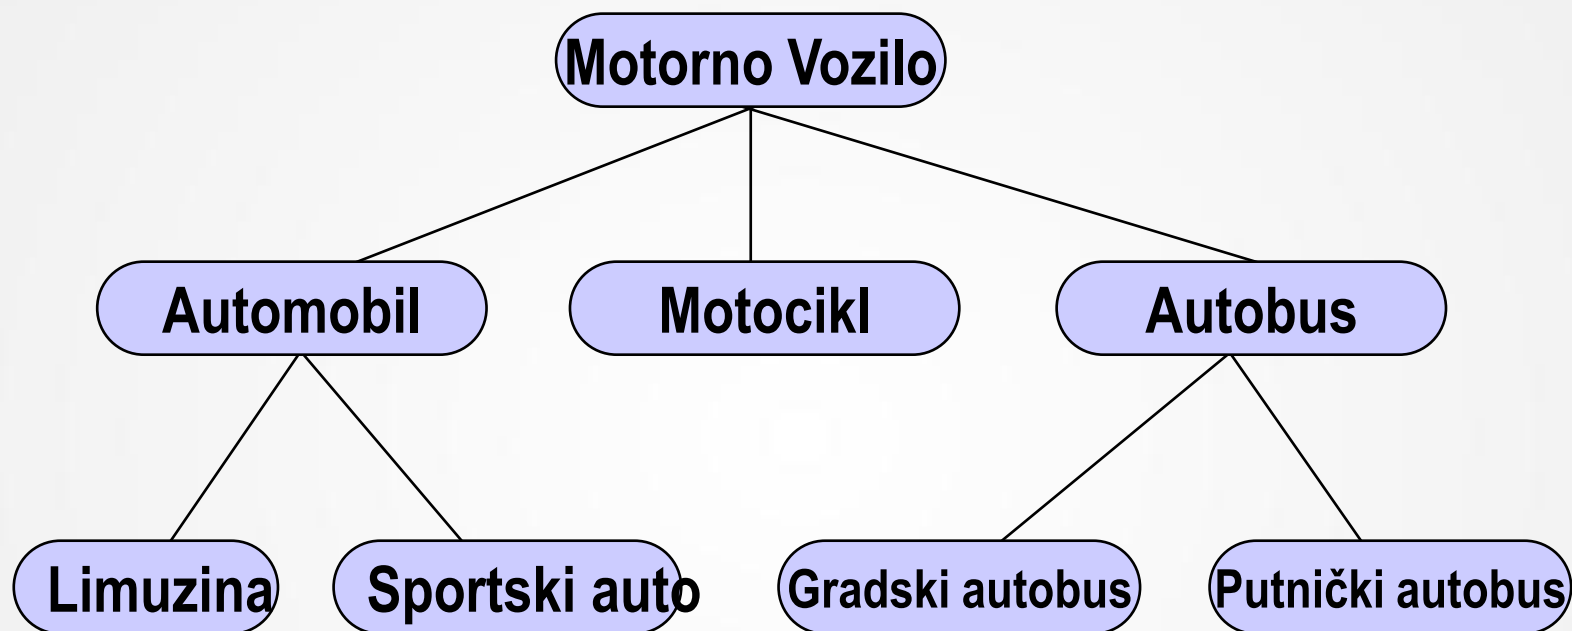 Motorno Vozilo
Automobil
Motocikl
Autobus
Limuzina
Sportski auto
Gradski autobus
Putnički autobus